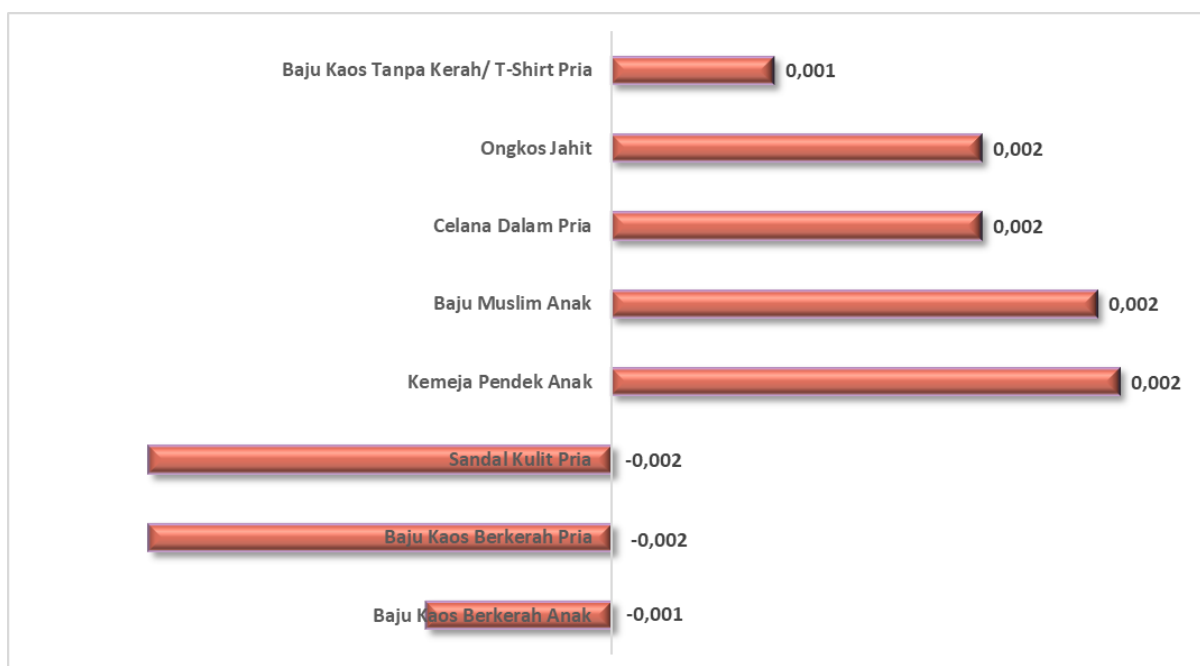 Baju Kaos Tanpa Kerah/ T-Shirt Pria 0,001
Ongkos Jahit 0,002
Celana Dalam Pria 0,002
Baju Muslim Anak 0,002
Kemeja Pendek Anak 0,002
Sandal Kulit Pria -0,002
Baju Kaos Berkerah Pria -0,002
Baju Kaos Berkerah Anak -0,001